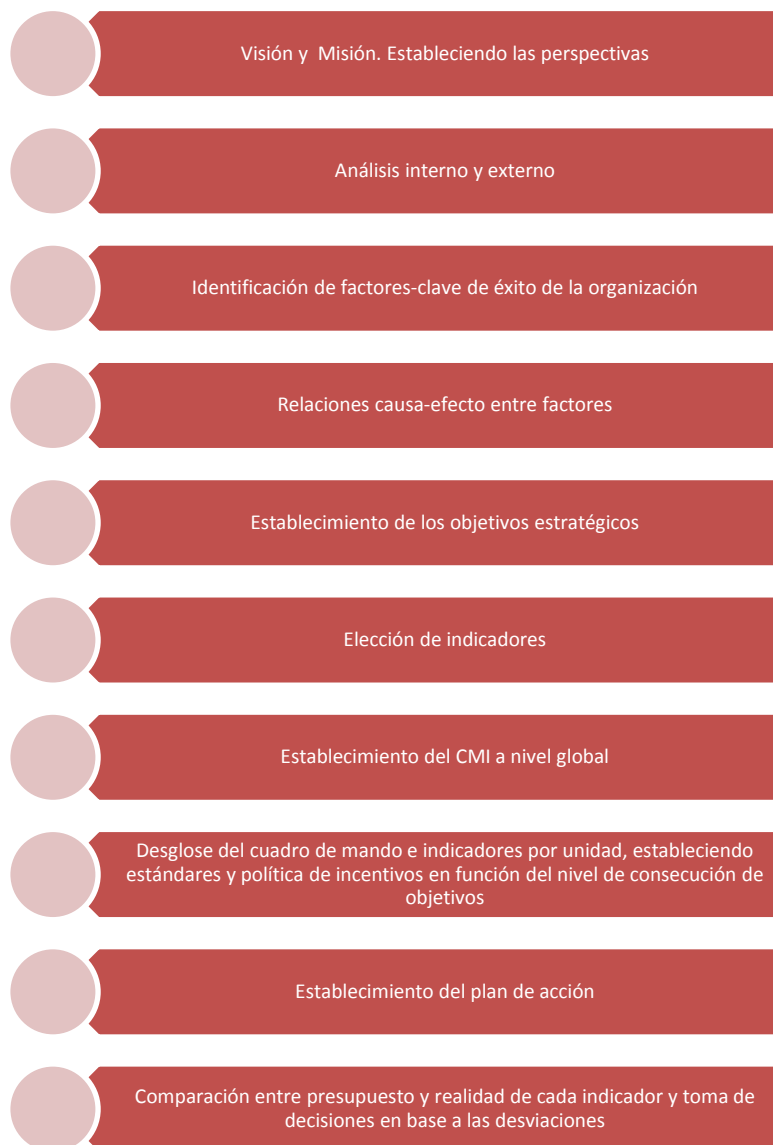 Visión y  Misión. Estableciendo las perspectivas
Análisis interno y externo
Identificación de factores-clave de éxito de la organización
Relaciones causa-efecto entre factores
Establecimiento de los objetivos estratégicos
Elección de indicadores
Establecimiento del CMI a nivel global
Desglose del cuadro de mando e indicadores por unidad, estableciendo
estándares y política de incentivos en función del nivel de consecución de
objetivos
Establecimiento del plan de acción
Comparación entre presupuesto y realidad de cada indicador y toma de
decisiones en base a las desviaciones